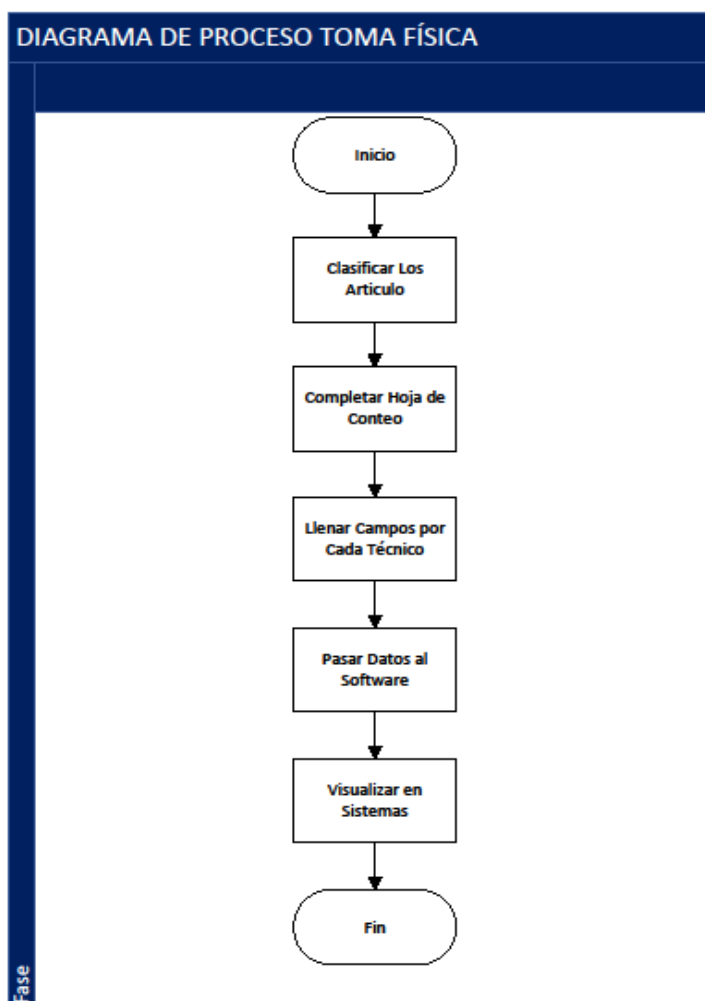 DIAGRAMA DE PROCESO TOMA FÍSICA
Inicio
Clasificar Los
Articulo
Completar Hoja de
Conteo
Llenar Campos por
Cada Técnico
Pasar Datos al
Software
Visualizar en
Sistemas
Fin
Fase